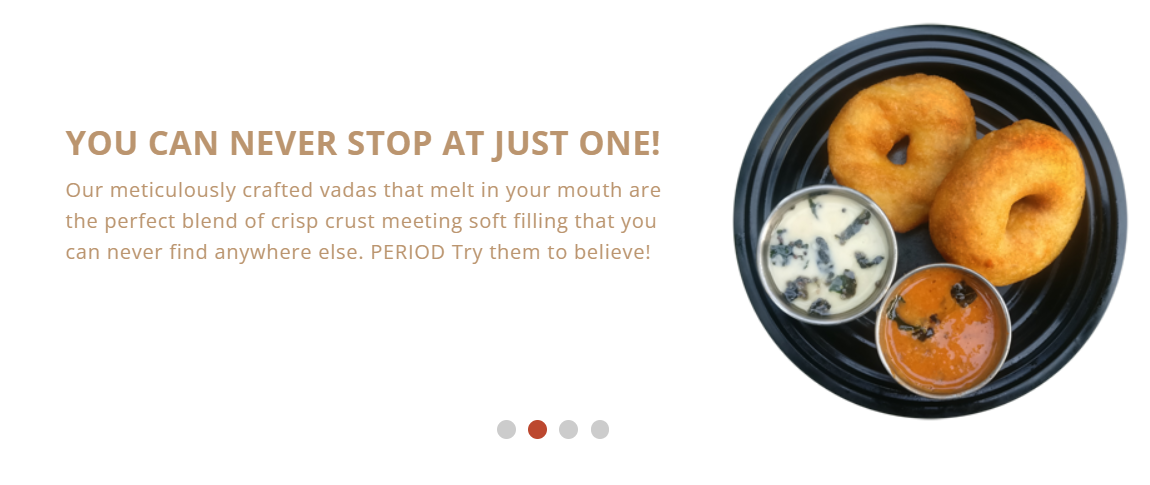 YOU CAN NEVER STOP AT JUST ONE!
Our meticulously crafted vadas that melt in your mouth are
the perfect blend of crisp crust meeting soft filling that you
can never find anywhere else. PERIOD Try them to believe!